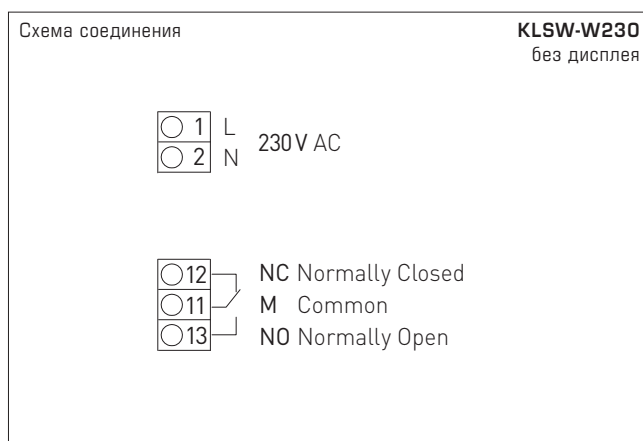 Схема соединения KLSW-W230
без дисплея
1 L
230 V AC
2 N
12 NC Normally Closed
11 M Common
13 NO Normally Open